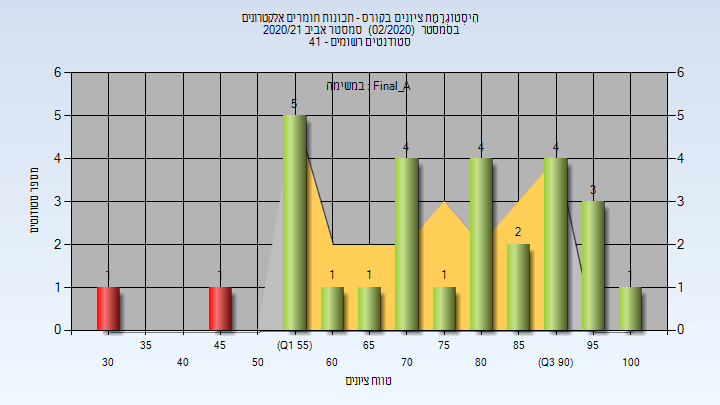 הִיסְטוֹגְרַמַת ציונים בקורס - תכונות חומרים אלקטרונים
בסמסטר (02/2020) סמסטר אביב 2020/21
סטודנטים רשומים - 41
במשימה : Final_A
מספר סטודנטים
6 6
5 5
4 4
3 3
2 2
1 1
0 0
1 1 5 1 1 4 1 4 2 4 3 1
35 45 (Q1 55) 65 75 85 95
30 40 50 60 70 80 (Q3 90) 100
טווח ציונים